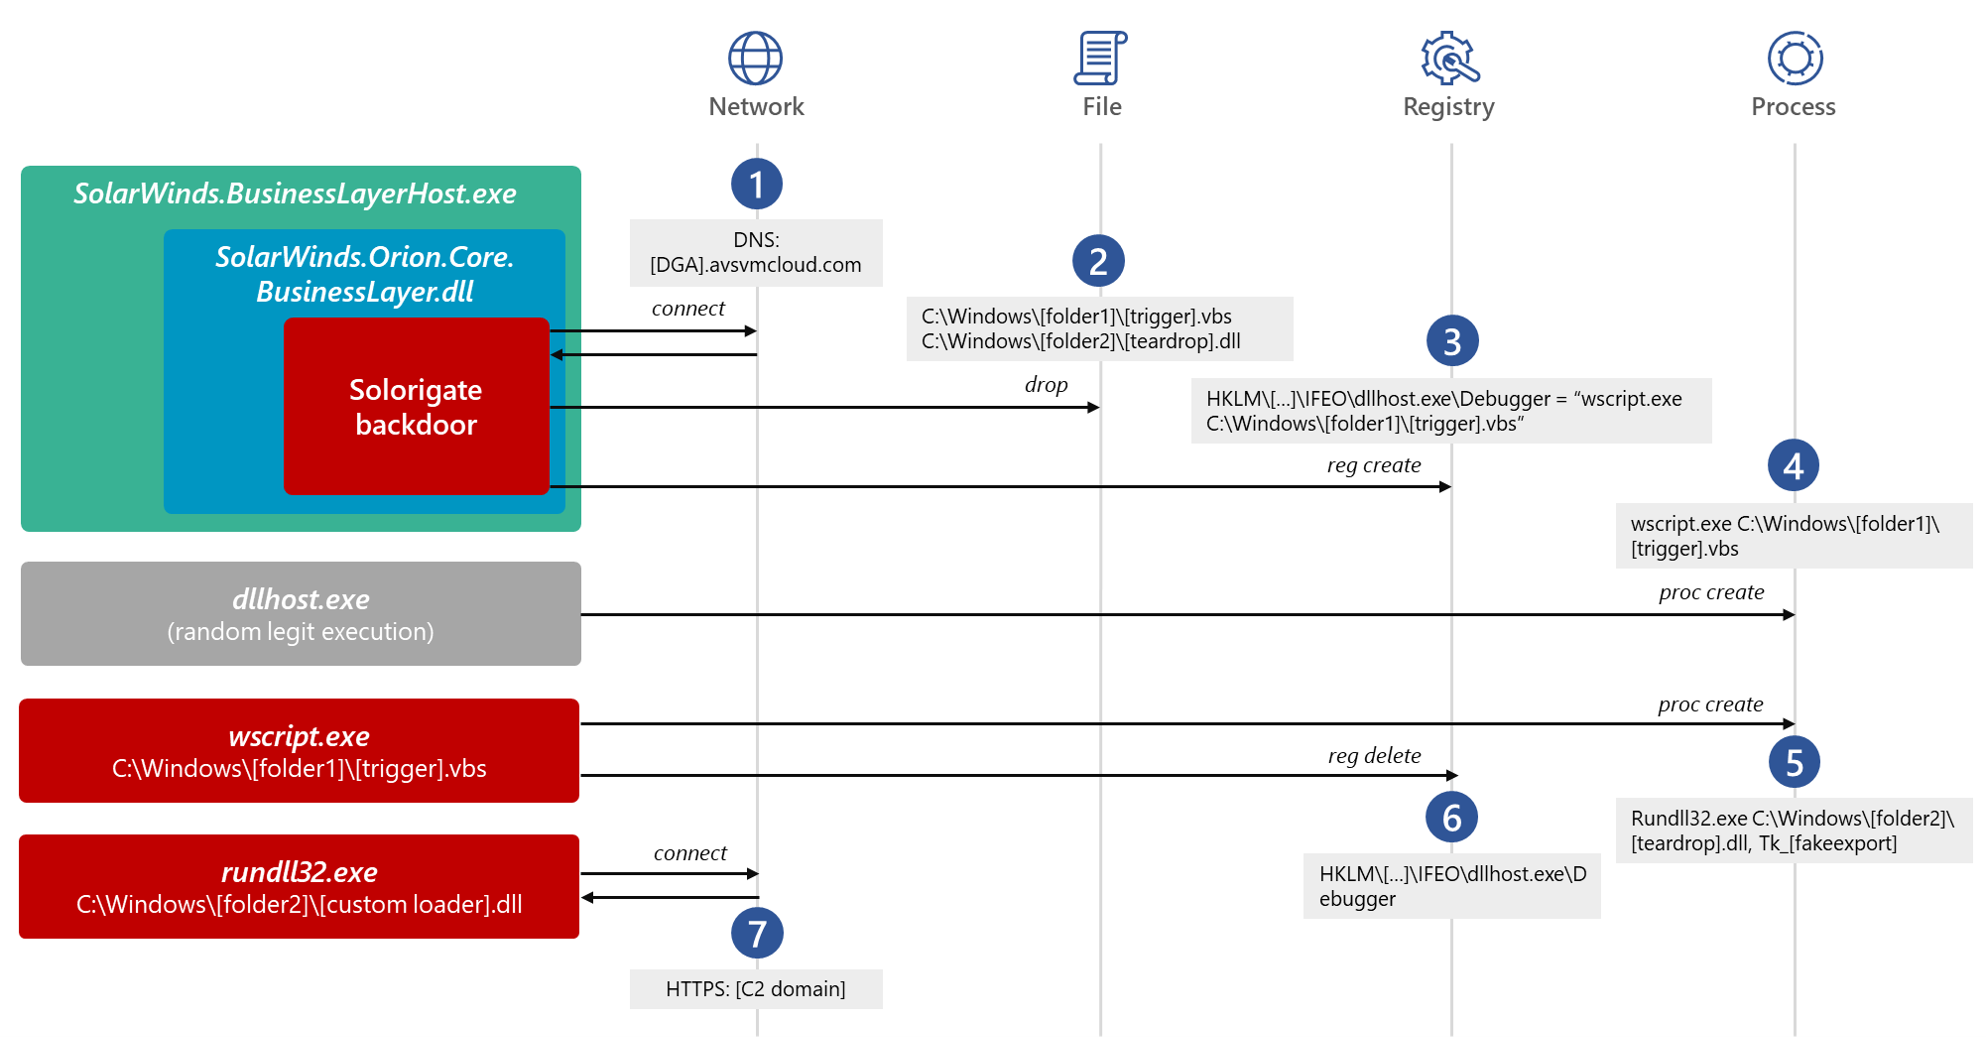 Network
File
Registry
Process
1
SolarWinds.BusinessLayerHost.exe
DNS:
[DGA].avsvmcloud.com
SolarWinds.Orion.Core.
BusinessLayer.dll
2
connect
C:\Windows\[folder1]\[trigger].vbs
C:\Windows\[folder2]\[teardrop].dll
3
Solorigate
backdoor
drop
HKLM\[...]\IFEO\dllhost.exe\Debugger = “wscript.exe
C:\Windows\[folder1]\[trigger].vbs”
reg create
4
wscript.exe C:\Windows\[folder1]\
[trigger].vbs
dllhost.exe
(random legit execution)
proc create
wscript.exe
C:\Windows\[folder1]\[trigger].vbs
proc create
reg delete
5
6
Rundll32.exe C:\Windows\[folder2]\
[teardrop].dll, Tk_[fakeexport]
rundll32.exe
C:\Windows\[folder2]\[custom loader].dll
connect
HKLM\[...]\IFEO\dllhost.exe\D
ebugger
7
HTTPS: [C2 domain]